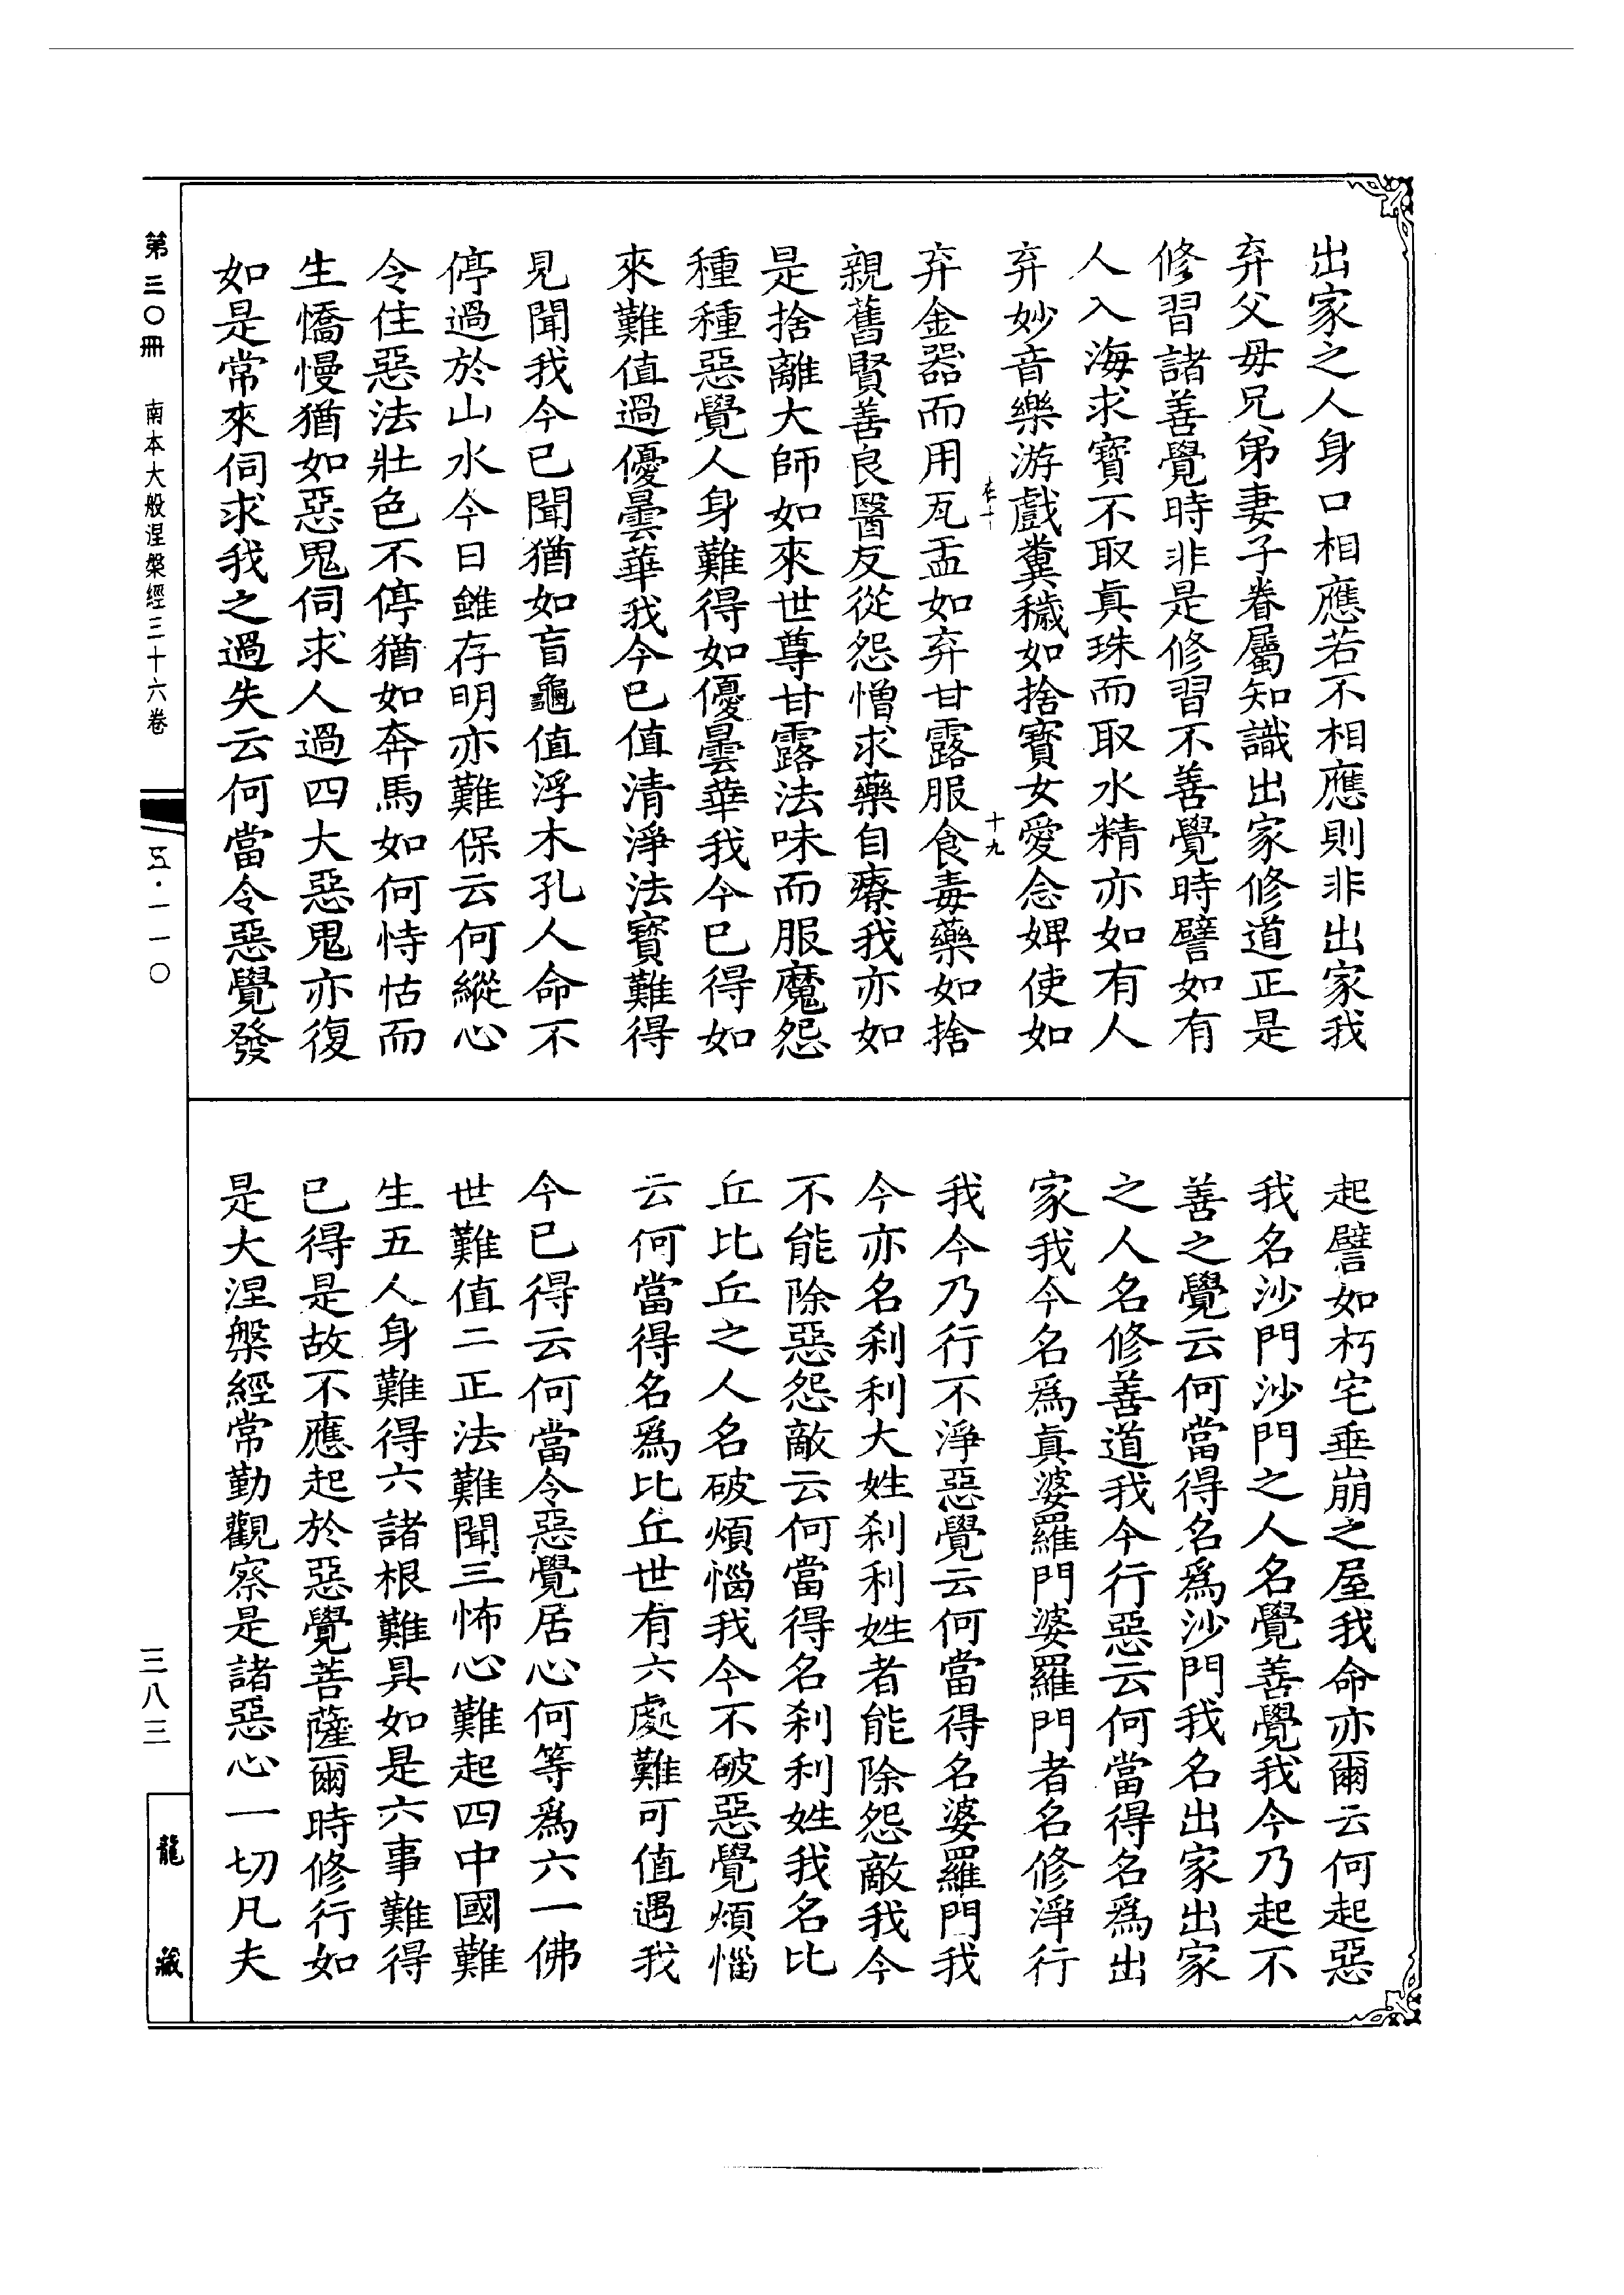 出家之人身口相應若不相應則非出家我
弃父母兄弟妻子眷屬知識出家修道正是
修習諸善覺時非是修習不善覺時譬如有
人入海求寶不取真珠而取水精亦如有人
弃妙音樂游戲糞穢如捨寶女愛念婢使如
十九
弃金器而用瓦盂如弃甘露服食毒藥如捨
親舊賢善良醫友從怨憎求藥自療我亦如
是捨離大師如來世尊甘露法味而服魔怨
種種惡覺人身難得如優曇華我今已得如
來難值過優曇華我今已值清淨法寶難得
見聞我今已聞猶如盲龜值浮木孔人命不
停過於山水今日雖存明亦難保云何縱心
令住惡法壯色不停猶如奔馬如何恃怙而
生憍慢猶如惡鬼伺求人過四大惡鬼亦復
如是常來伺求我之過失云何當令惡覺發
起譬如朽宅垂崩之屋我命亦爾云何起惡
我名沙門沙門之人名覺善覺我今乃起不
善之覺云何當得名爲沙門我名出家出家
之人名修善道我今行惡云何當得名爲出
家我今名爲真婆羅門婆羅門者名修淨行
我今乃行不淨惡覺云何當得名婆羅門我
今亦名刹利大姓刹利姓者能除怨敵我今
不能除惡怨敵云何當得名刹利姓我名比
丘比丘之人名破煩惱我今不破惡覺煩惱
云何當得名爲比丘世有六處難可值遇我
今已得云何當令惡覺居心何等爲六一佛
世難值二正法難聞三怖心難起四中國難
生五人身難得六諸根難具如是六事難得
已得是故不應起於惡覺菩薩爾時修行如
是大涅槃經常勤觀察是諸惡心一切凡夫
第三〇冊 南本大般涅槃經三十六卷
五·一一〇
三八三
龍藏